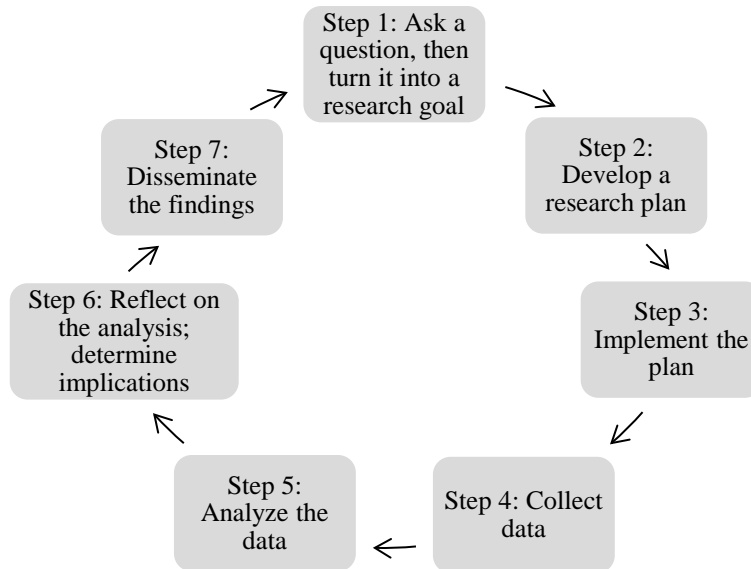 Step 1: Ask a
question, then
turn it into a
research goal
Step 2:
Develop a
research plan
Step 3:
Implement the
plan
Step 4: Collect
data
Step 5:
Analyze the
data
Step 6: Reflect on
the analysis;
determine
implications
Step 7:
Disseminate
the findings